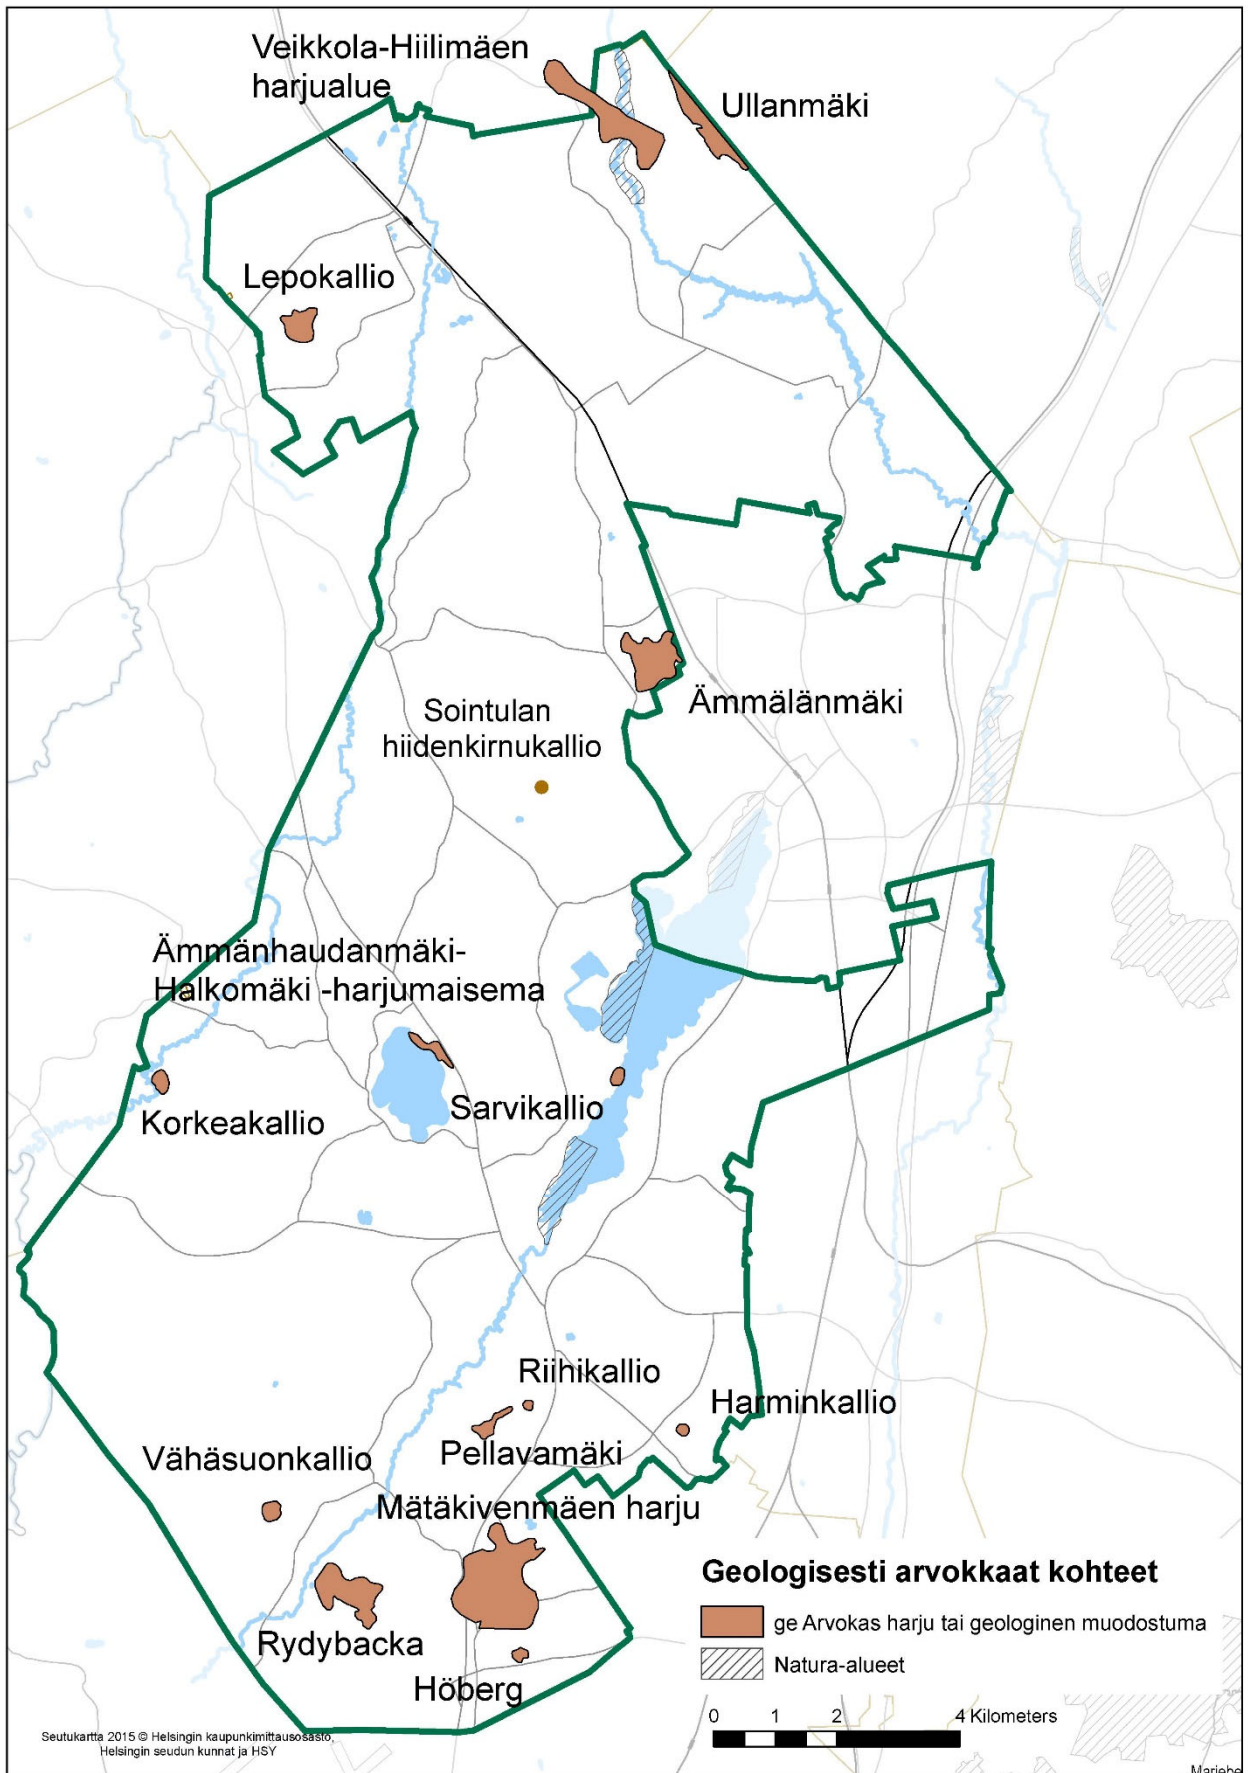 Veikkola-Hiilimäen
harjualue
Ullanmäki
Lepokallio
Ämmälänmäki
Sointulan
hiidenkirnukallio
Ämmänhaudanmäki-
Halkomäki -harjumaisema
Korkeakallio
Sarvikallio
Riihikallio
Harminkallio
Pellavamäki
Vähäsuonkallio
Mätäkivenmäen harju
Rydybacka
Höberg
Geologisesti arvokkaat kohteet
ge Arvokas harju tai geologinen muodostuma
Natura-alueet
0 1 2 4 Kilometers
Seutukartta 2015 © Helsingin kaupunkimittausosasto,
Helsingin seudun kunnat ja HSY
Mariebe